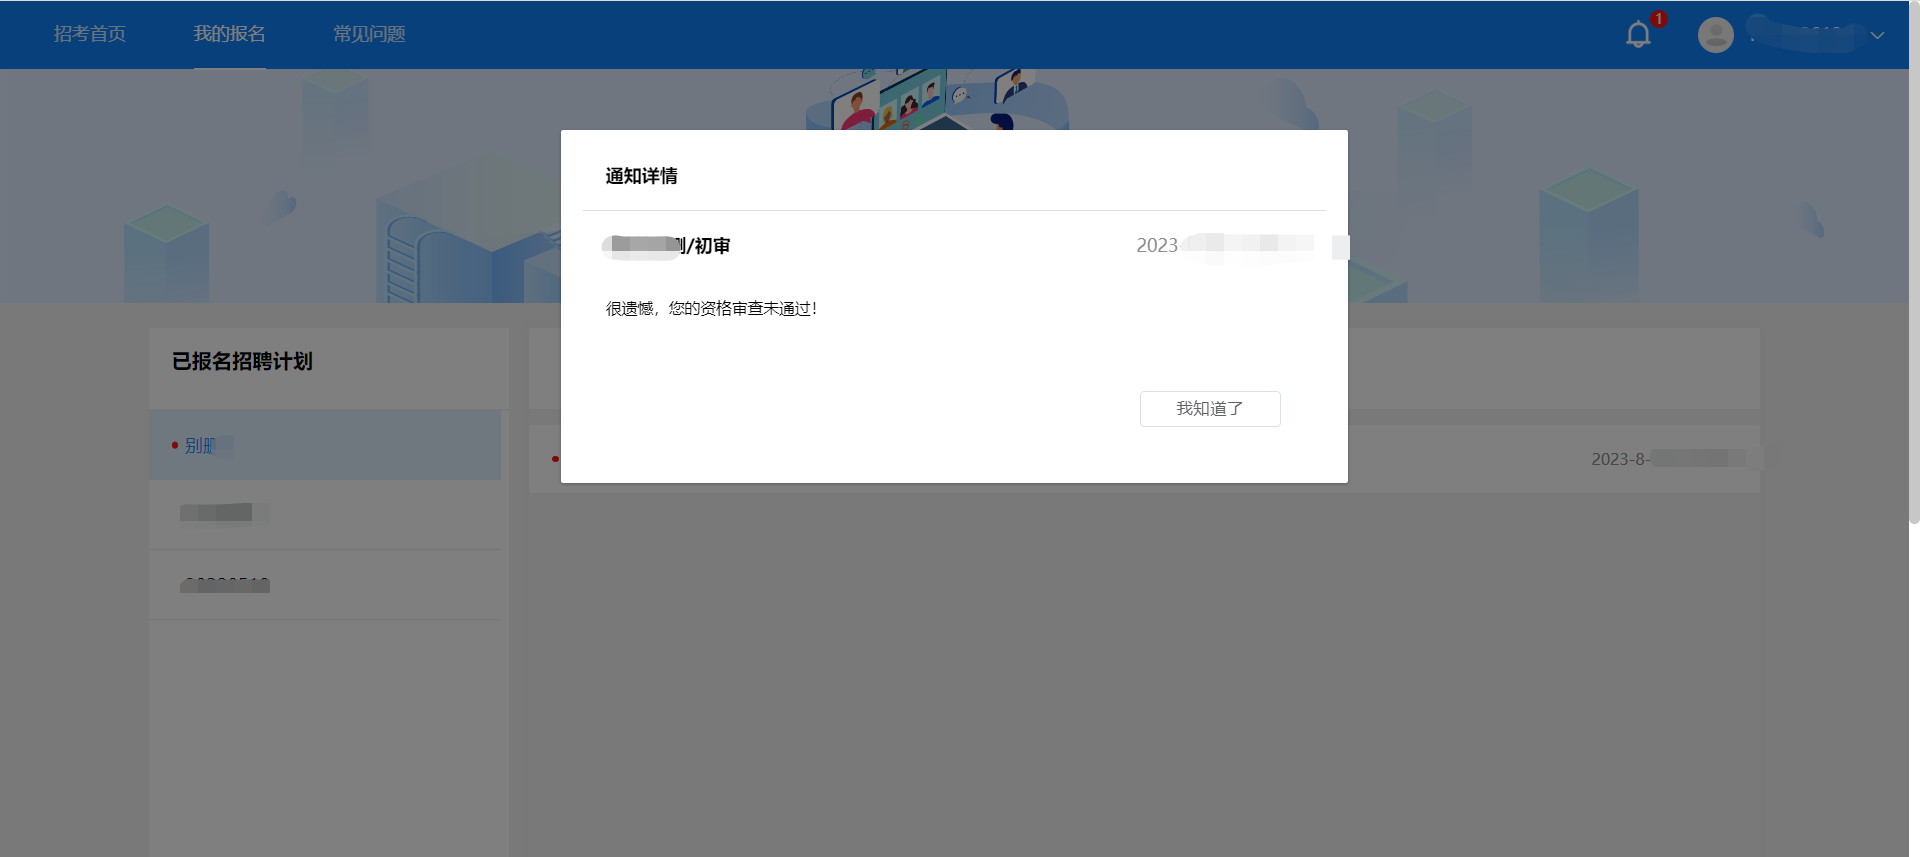 招考首页
我的报名
常见问题
1
通知详情
/初审
2023
很遗憾，您的资格审查未通过！
我知道了
已报名招聘计划
别删
2023-8-